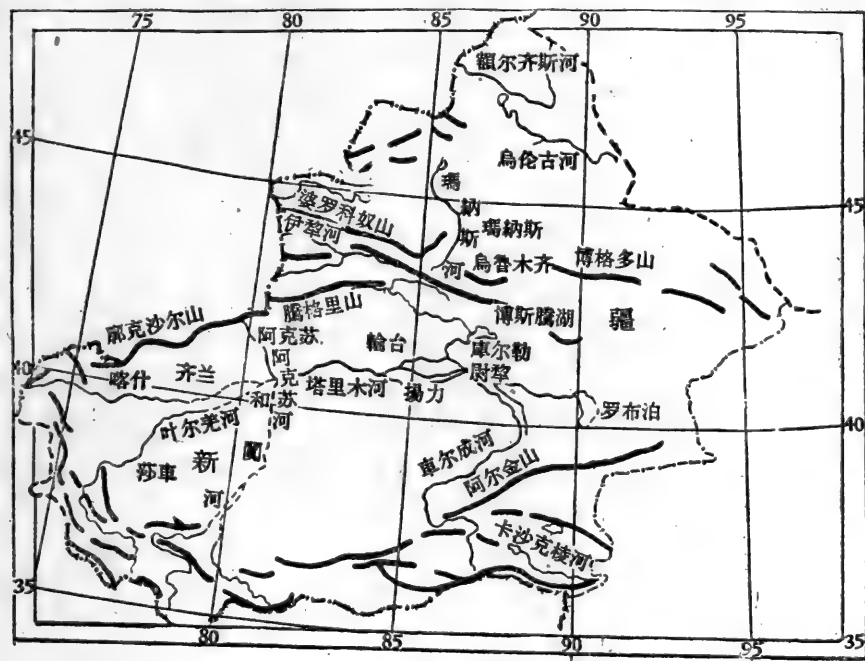 75 80 85 90 95
額尔齐斯河
45
烏伦古河
瑪納斯河
婆罗科奴山
45
伊犂河
瑪納斯
烏魯木齐
博格多山
騰格里山
博斯騰湖
疆
廓克沙尔山
阿克苏
輪台
庫尔勒
40
喀什
齐兰
阿克苏河
塔里木河
揚力
尉犂
罗布泊
和闐河
40
叶尔羌河
莎車
新
車尔成河
阿尔金山
卡沙克棱河
35
80 85 90 95 35